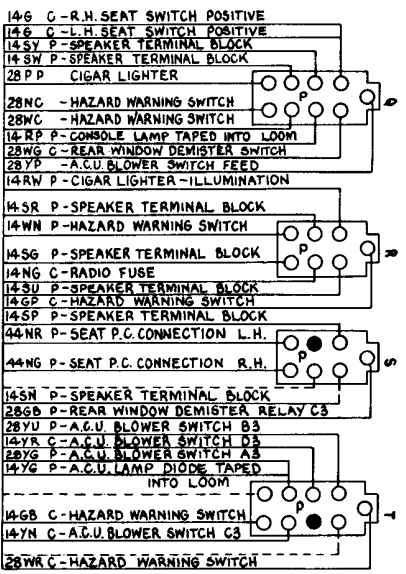 14G C-R.H. SEAT SWITCH POSITIVE
14G C-L.H. SEAT SWITCH POSITIVE
14SY P-SPEAKER TERMINAL BLOCK
14SW P-SPEAKER TERMINAL BLOCK
28PP CIGAR LIGHTER
28NG -HAZARD WARNING SWITCH
28WG -HAZARD WARNING SWITCH
14RP P-CONSOLE LAMP TAPED INTO LOOM
28WG C-REAR WINDOW DEMISTER SWITCH
28YP -A.C.U. BLOWER SWITCH FEED
14RW P-CIGAR LIGHTER-ILLUMINATION
P
Q
14SR P-SPEAKER TERMINAL BLOCK
14WN P-HAZARD WARNING SWITCH
14SG P-SPEAKER TERMINAL BLOCK
14NG C-RADIO FUSE
14SU P-SPEAKER TERMINAL BLOCK
14GP C-HAZARD WARNING SWITCH
14SP P-SPEAKER TERMINAL BLOCK
P
R
44NR P-SEAT P.C. CONNECTION L.H.
44NG P-SEAT P.C. CONNECTION R.H.
14SN P-SPEAKER TERMINAL BLOCK
28GB P-REAR WINDOW DEMISTER RELAY C3
P
S
28YU P-A.C.U. BLOWER SWITCH B3
14YR C-A.C.U. BLOWER SWITCH D3
28YG P-A.C.U. BLOWER SWITCH A3
14YG P-A.C.U. LAMP DIODE TAPED
INTO LOOM
14GB C-HAZARD WARNING SWITCH
14YN C-A.C.U. BLOWER SWITCH C3
28WR C-HAZARD WARNING SWITCH
P
T